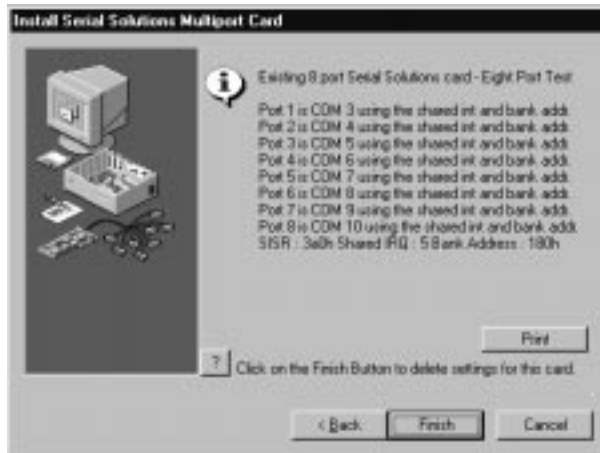 Install Serial Solutions Multiport Card
Existing 8 port Serial Solutions card - Eight Port Test
Port 1 is COM 3 using the shared int and bank addr.
Port 2 is COM 4 using the shared int and bank addr.
Port 3 is COM 5 using the shared int and bank addr.
Port 4 is COM 6 using the shared int and bank addr.
Port 5 is COM 7 using the shared int and bank addr.
Port 6 is COM 8 using the shared int and bank addr.
Port 7 is COM 9 using the shared int and bank addr.
Port 8 is COM 10 using the shared int and bank addr.
SISR : 3a0h Shared IRQ : 5 Bank Address : 180h
Print
? Click on the Finish Button to delete settings for this card.
< Back Finish Cancel